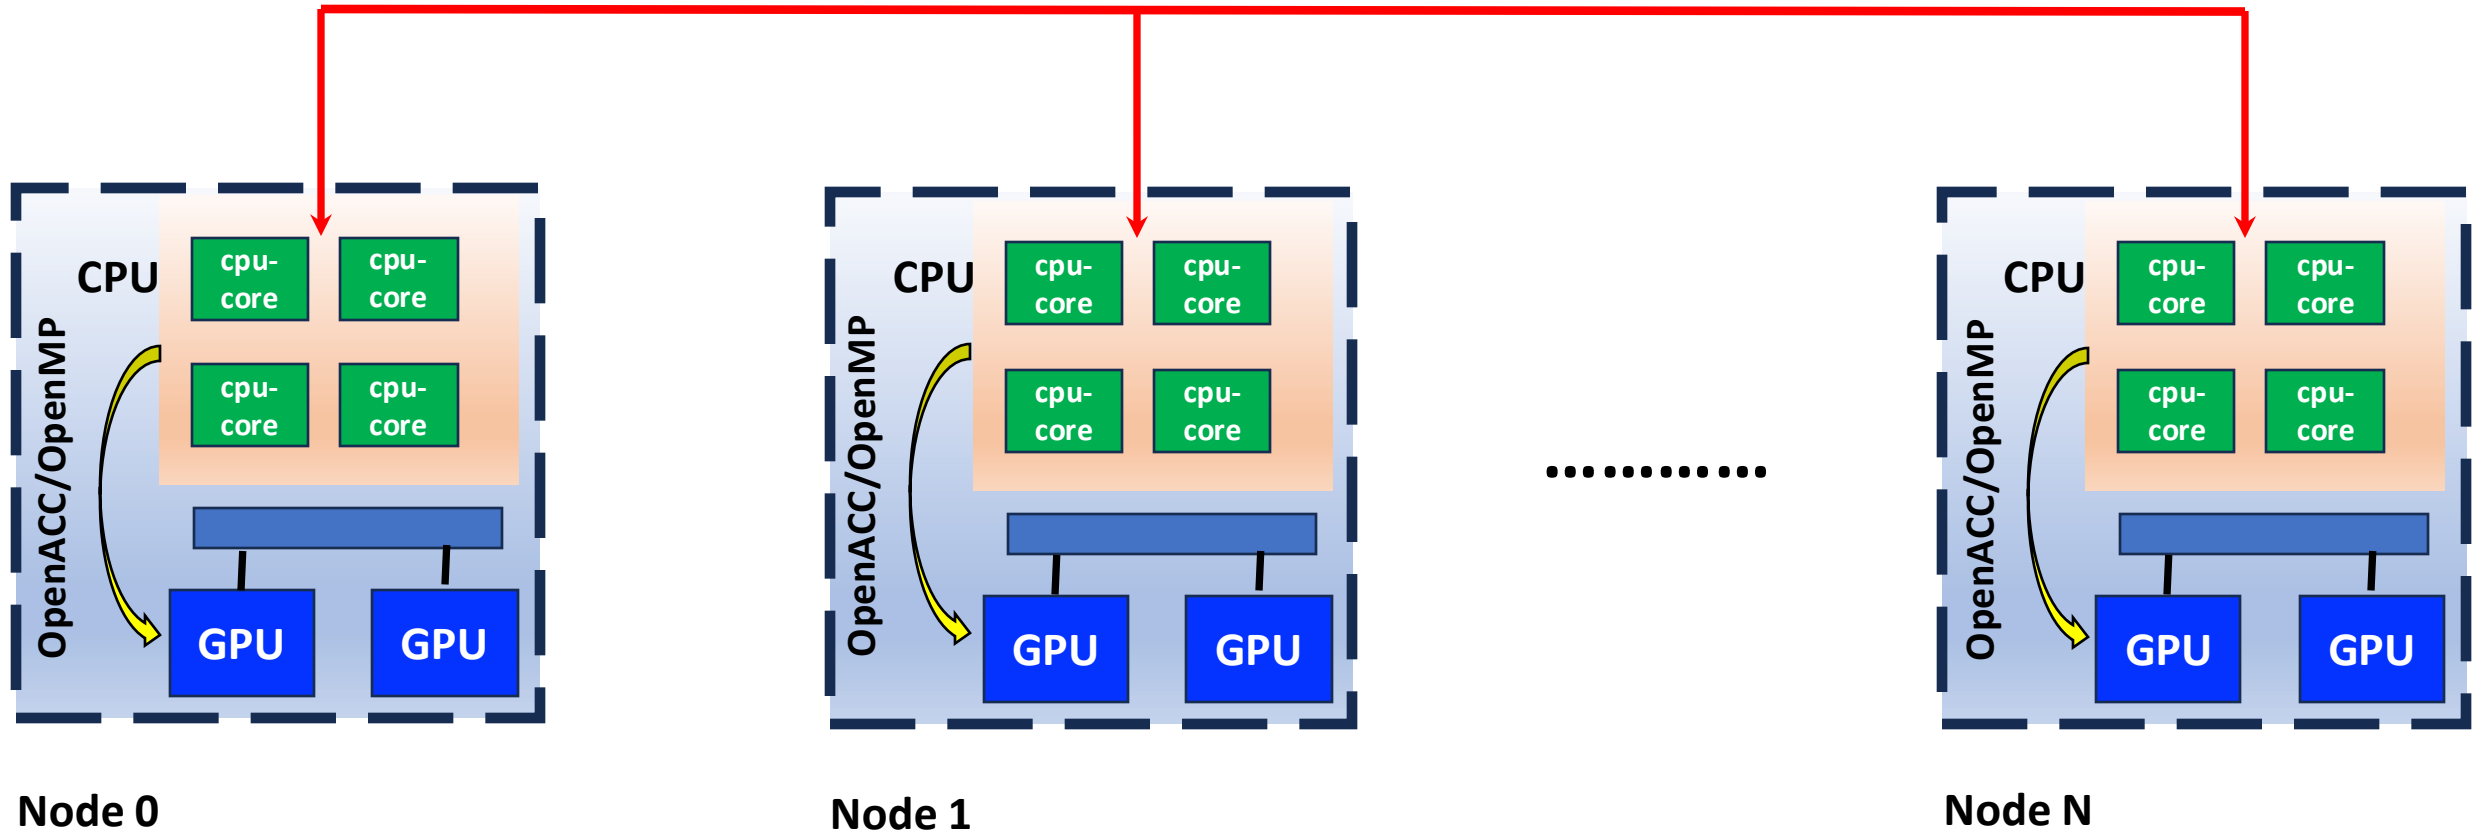 CPU
cpu-
core
cpu-
core
cpu-
core
cpu-
core
OpenACC/OpenMP
GPU
GPU
Node 0
CPU
cpu-
core
cpu-
core
cpu-
core
cpu-
core
OpenACC/OpenMP
GPU
GPU
Node 1
...........
CPU
cpu-
core
cpu-
core
cpu-
core
cpu-
core
OpenACC/OpenMP
GPU
GPU
Node N